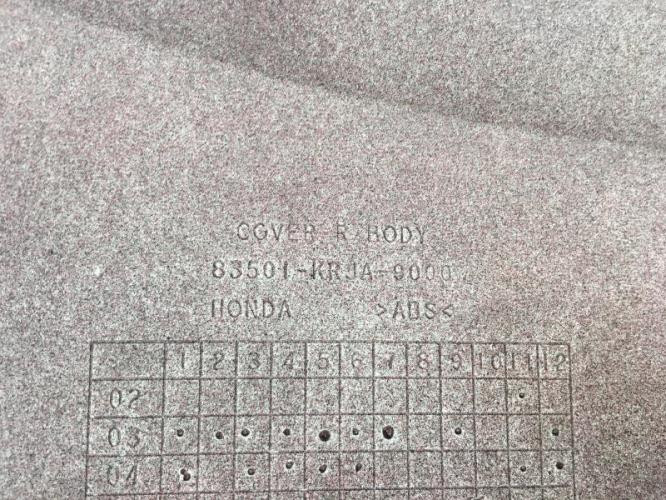 COVER R BODY
83501-KRJA-9000
HONDA >ABS<
1 2 3 4 5 6 7 8 9 10 11 12
02
03
04